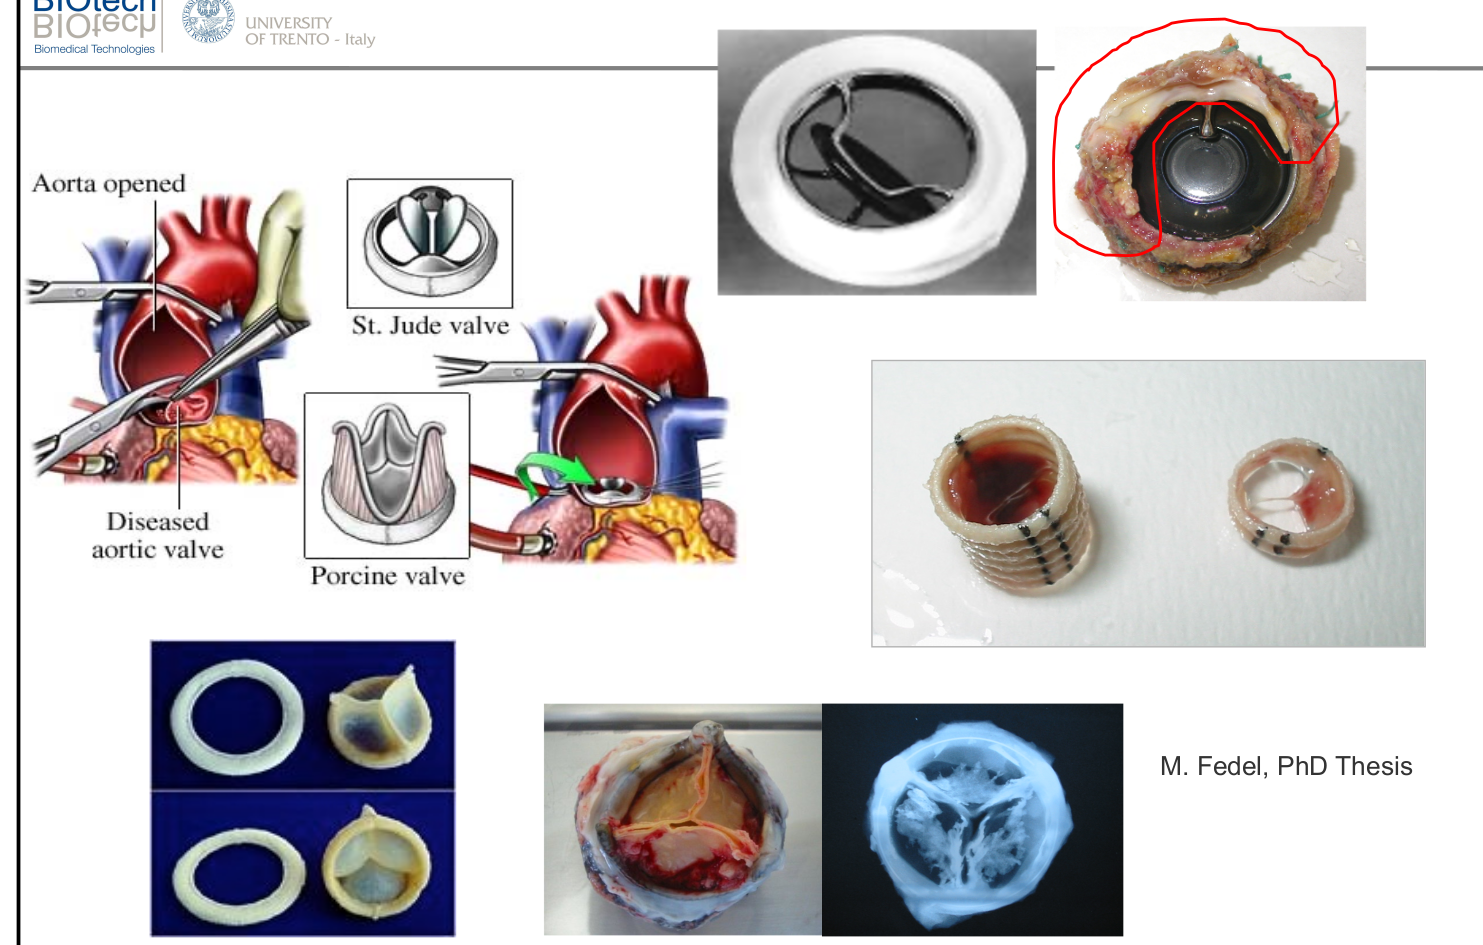 BIOtech
Biomedical Technologies
UNIVERSITY
OF TRENTO - Italy
Aorta opened
St. Jude valve
Diseased
aortic valve
Porcine valve
M. Fedel, PhD Thesis